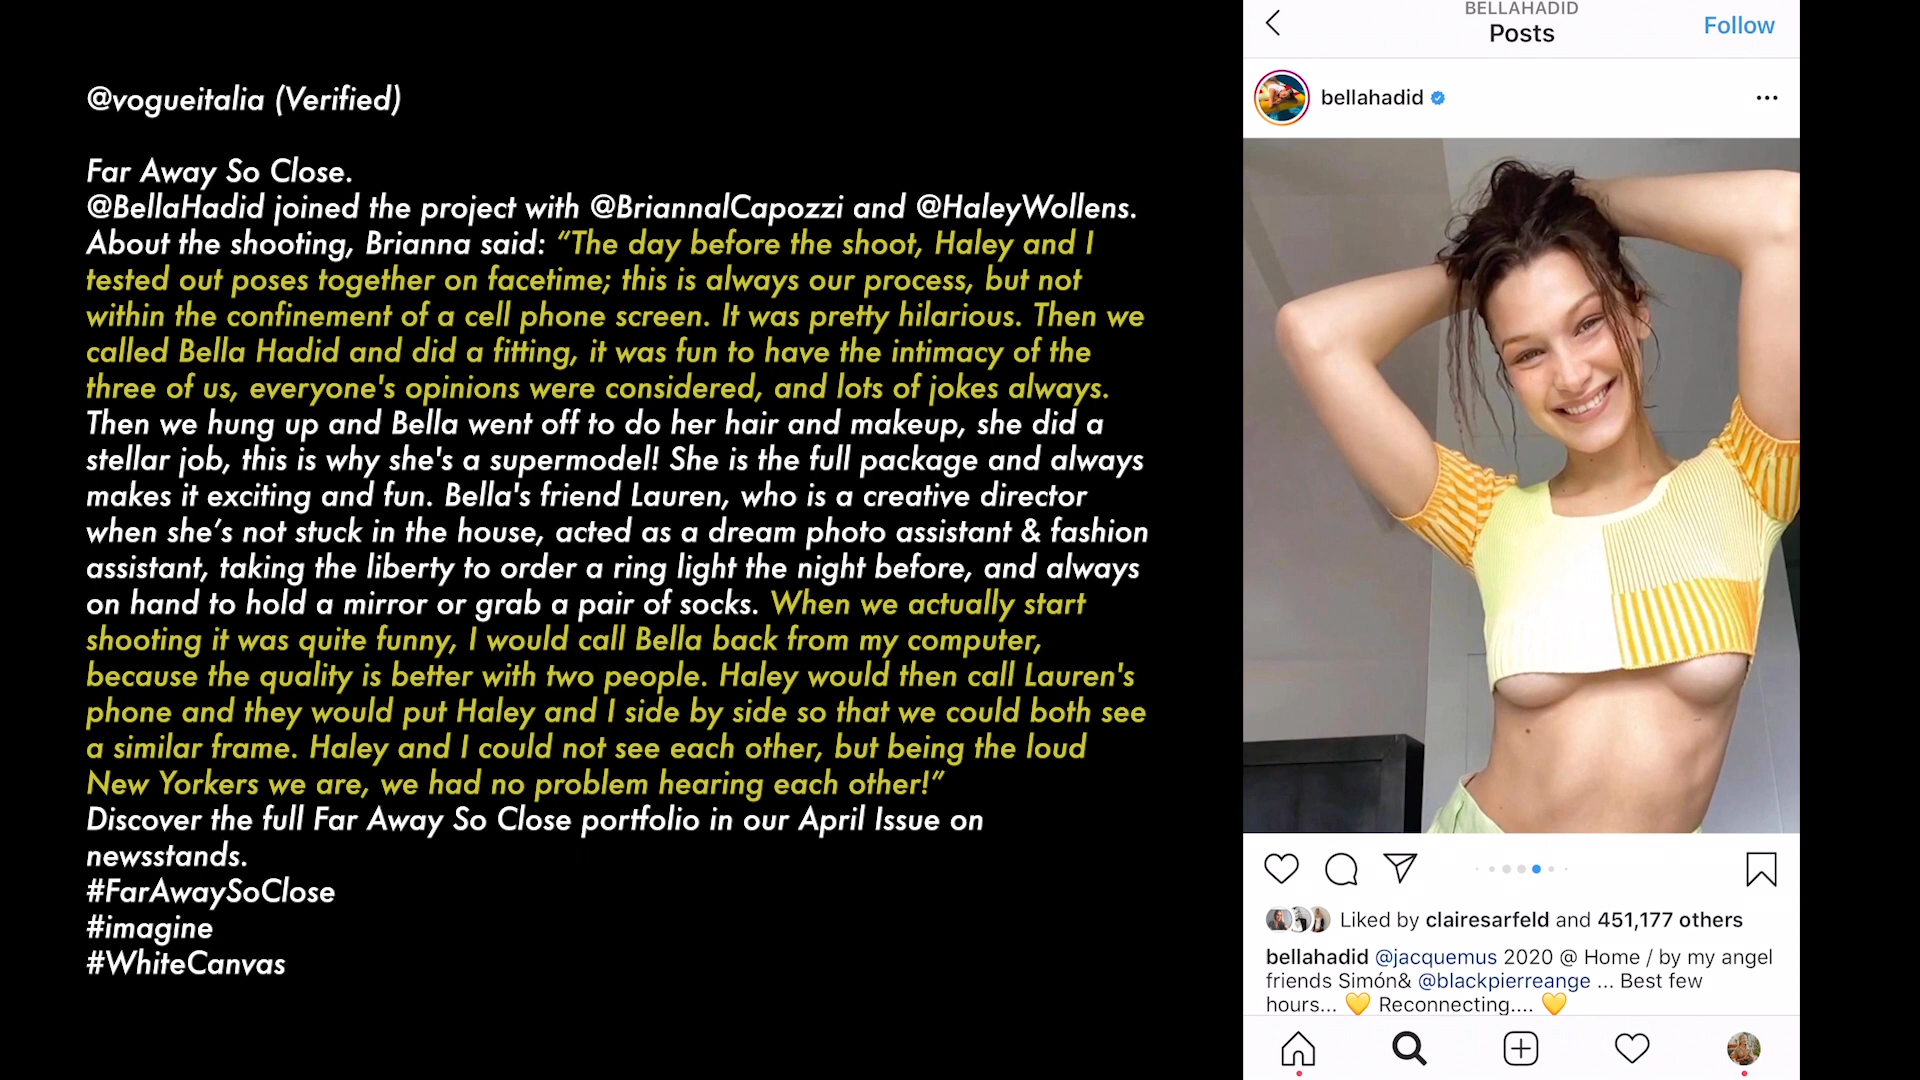 @vogueitalia (Verified)
Far Away So Close.
@BellaHadid joined the project with @BriannalCapozzi and @HaleyWollens.
About the shooting, Brianna said: “The day before the shoot, Haley and I
tested out poses together on facetime; this is always our process, but not
within the confinement of a cell phone screen. It was pretty hilarious. Then we
called Bella Hadid and did a fitting, it was fun to have the intimacy of the
three of us, everyone's opinions were considered, and lots of jokes always.
Then we hung up and Bella went off to do her hair and makeup, she did a
stellar job, this is why she's a supermodel! She is the full package and always
makes it exciting and fun. Bella's friend Lauren, who is a creative director
when she’s not stuck in the house, acted as a dream photo assistant & fashion
assistant, taking the liberty to order a ring light the night before, and always
on hand to hold a mirror or grab a pair of socks. When we actually start
shooting it was quite funny, I would call Bella back from my computer,
because the quality is better with two people. Haley would then call Lauren's
phone and they would put Haley and I side by side so that we could both see
a similar frame. Haley and I could not see each other, but being the loud
New Yorkers we are, we had no problem hearing each other!”
Discover the full Far Away So Close portfolio in our April Issue on
newsstands.
#FarAwaySoClose
#imagine
#WhiteCanvas
BELLAHADID
Posts
Follow
bellahadid
Liked by clairesarfeld and 451,177 others
bellahadid @jacquemus 2020 @ Home / by my angel
friends Simón& @blackpierreange ... Best few
hours... 💛 Reconnecting.... 💛